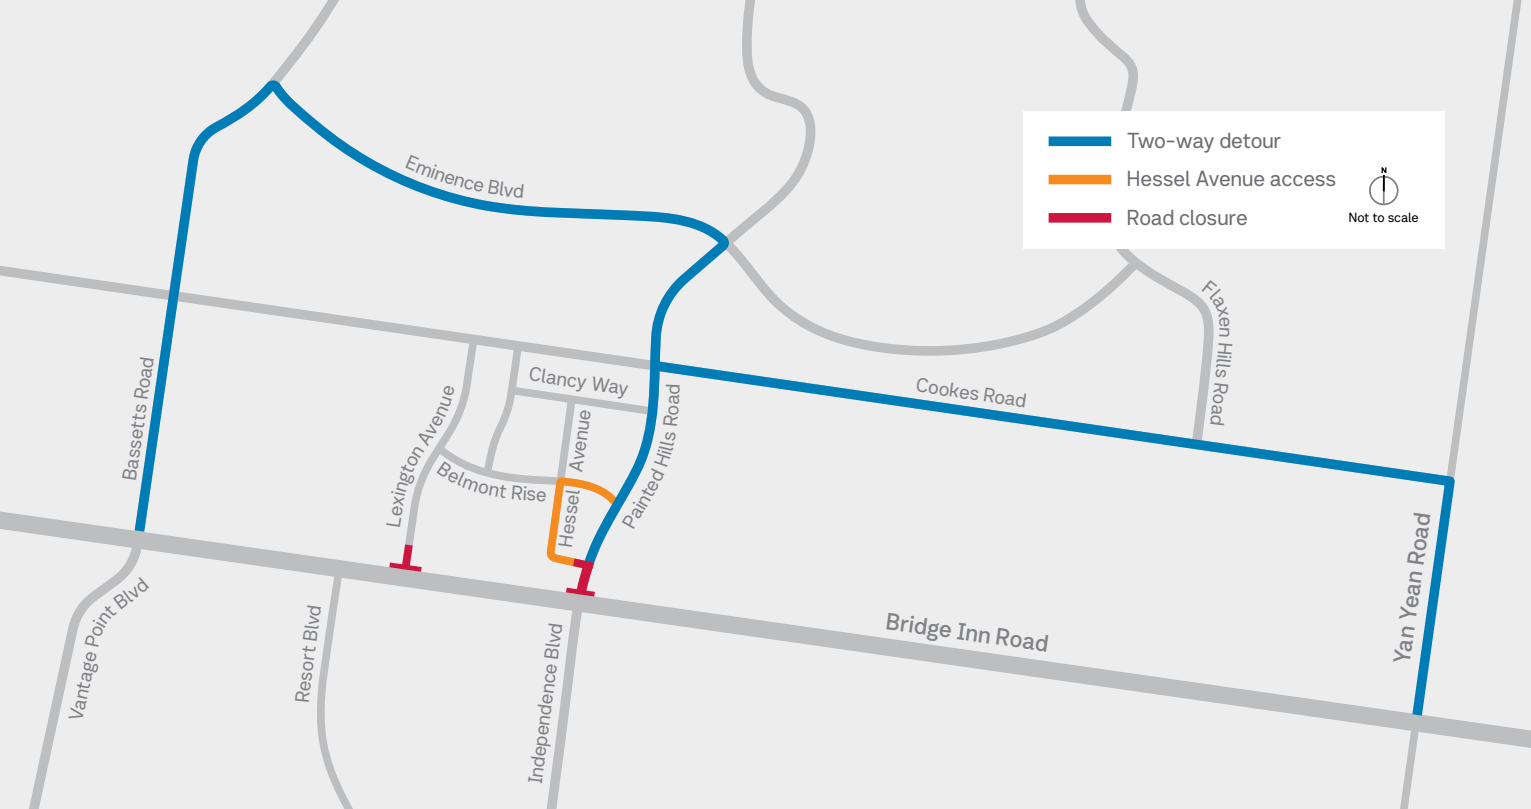 Eminence Blvd
Two-way detour
Hessel Avenue access
Road closure
N
Not to scale
Flaxen Hills Road
Bassetts Road
Clancy Way
Cookes Road
Lexington Avenue
Hessel Avenue
Painted Hills Road
Belmont Rise
Yan Yean Road
Vantage Point Blvd
Resort Blvd
Independence Blvd
Bridge Inn Road